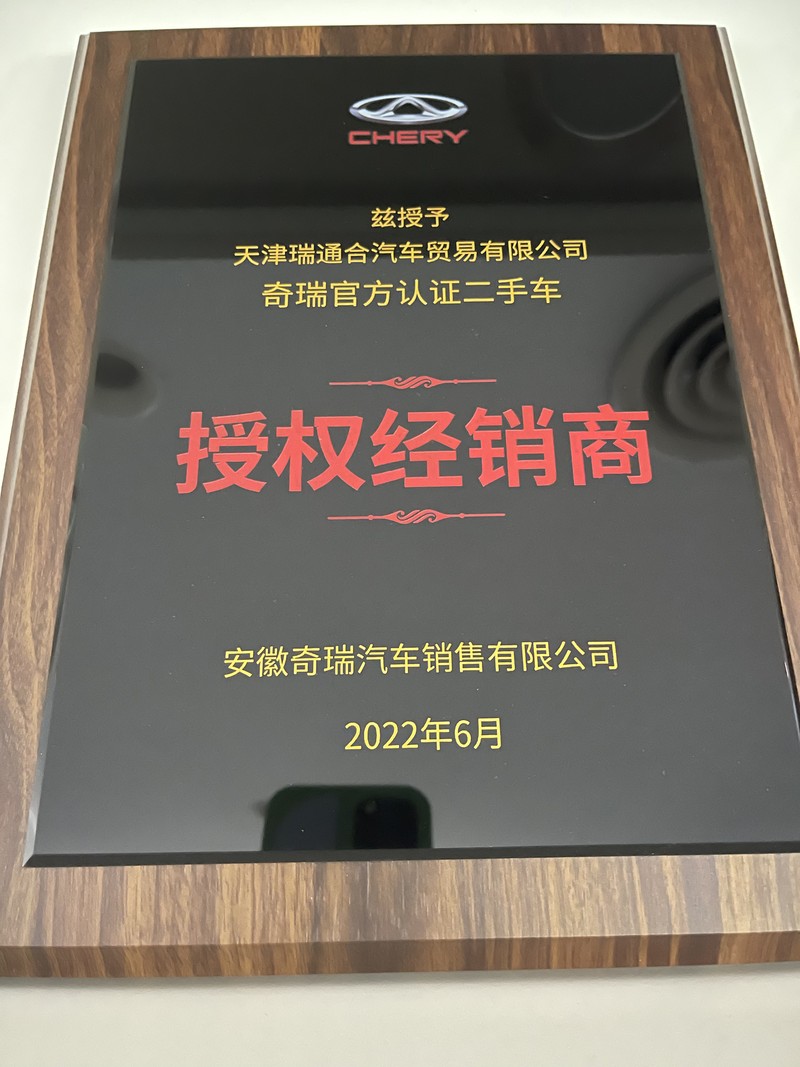 CHERY
兹授予
天津瑞通合汽车贸易有限公司
奇瑞官方认证二手车
授权经销商
安徽奇瑞汽车销售有限公司
2022年6月